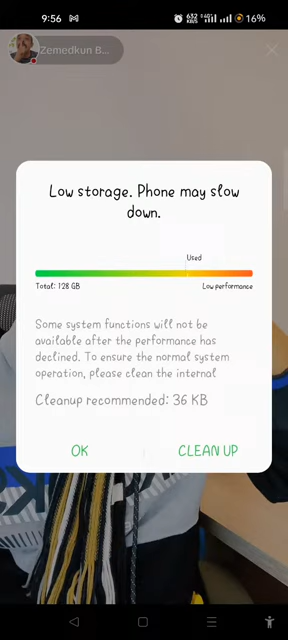 9:56
632
KB/S
16%
Zemedkun B...
Low storage. Phone may slow
down.
Used
Total: 128 GB
Low performance
Some system functions will not be
available after the performance has
declined. To ensure the normal system
operation, please clean the internal
Cleanup recommended: 36 KB
OK
CLEAN UP